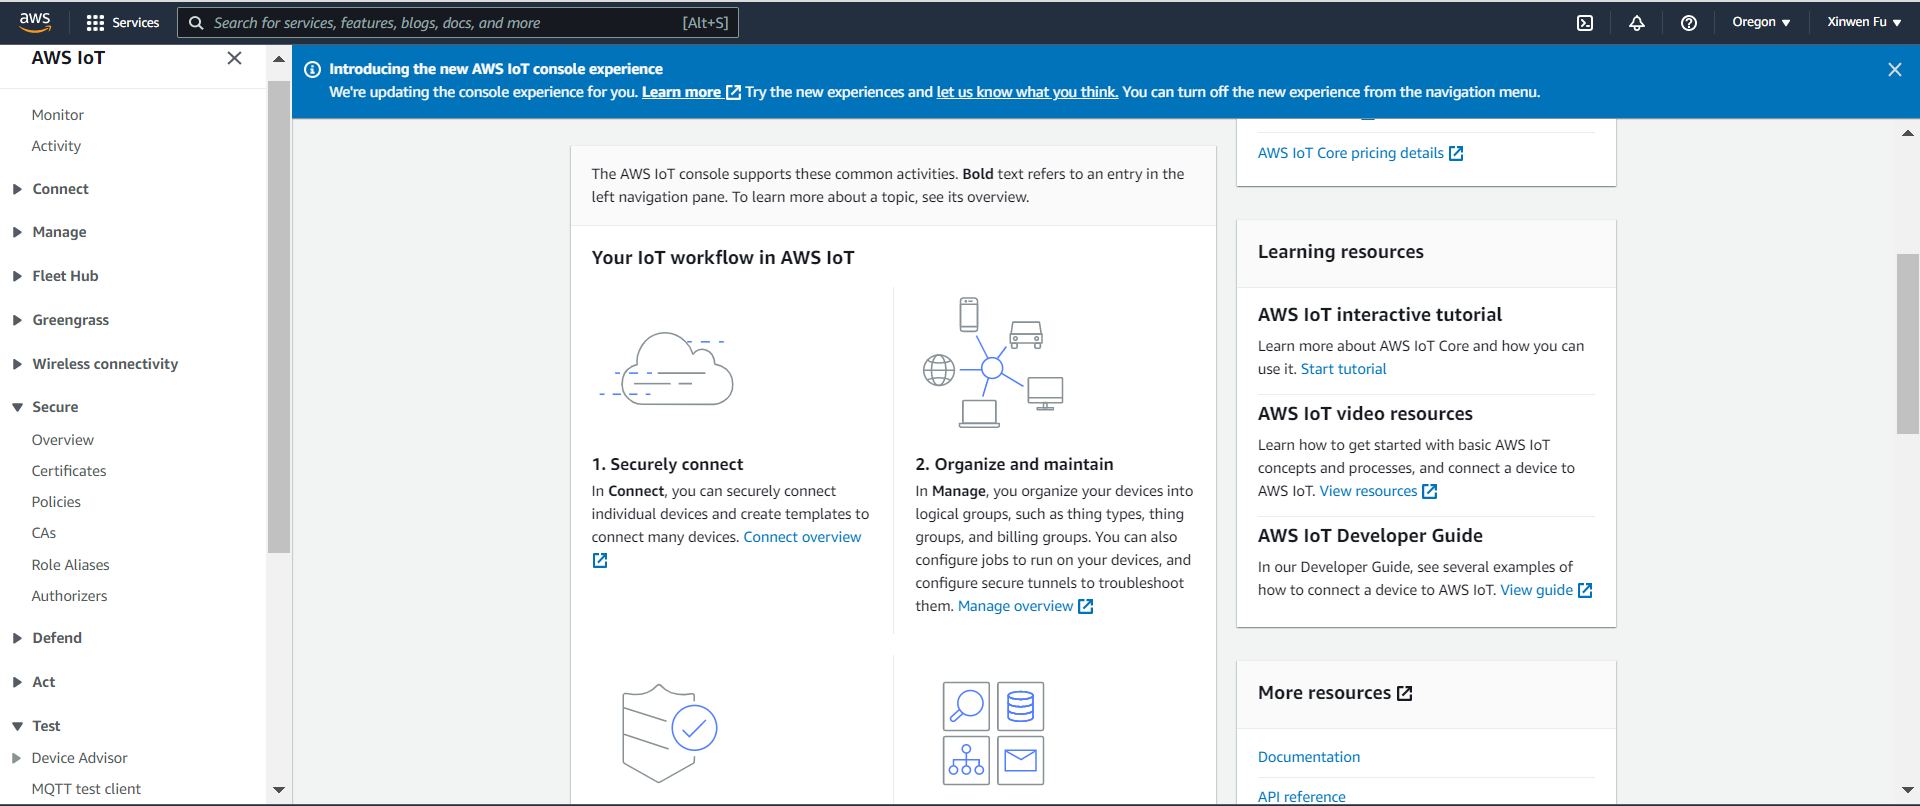 aws
Services
Search for services, features, blogs, docs, and more
[Alt+S]
Oregon
Xinwen Fu
AWS IoT
Monitor
Activity
Connect
Manage
Fleet Hub
Greengrass
Wireless connectivity
Secure
Overview
Certificates
Policies
CAs
Role Aliases
Authorizers
Defend
Act
Test
Device Advisor
MQTT test client
Introducing the new AWS IoT console experience
We're updating the console experience for you. Learn more Try the new experiences and let us know what you think. You can turn off the new experience from the navigation menu.
The AWS IoT console supports these common activities. Bold text refers to an entry in the
left navigation pane. To learn more about a topic, see its overview.
Your IoT workflow in AWS IoT
1. Securely connect
In Connect, you can securely connect
individual devices and create templates to
connect many devices. Connect overview
2. Organize and maintain
In Manage, you organize your devices into
logical groups, such as thing types, thing
groups, and billing groups. You can also
configure jobs to run on your devices, and
configure secure tunnels to troubleshoot
them. Manage overview
AWS IoT Core pricing details
Learning resources
AWS IoT interactive tutorial
Learn more about AWS IoT Core and how you can
use it. Start tutorial
AWS IoT video resources
Learn how to get started with basic AWS IoT
concepts and processes, and connect a device to
AWS IoT. View resources
AWS IoT Developer Guide
In our Developer Guide, see several examples of
how to connect a device to AWS IoT. View guide
More resources
Documentation
API reference